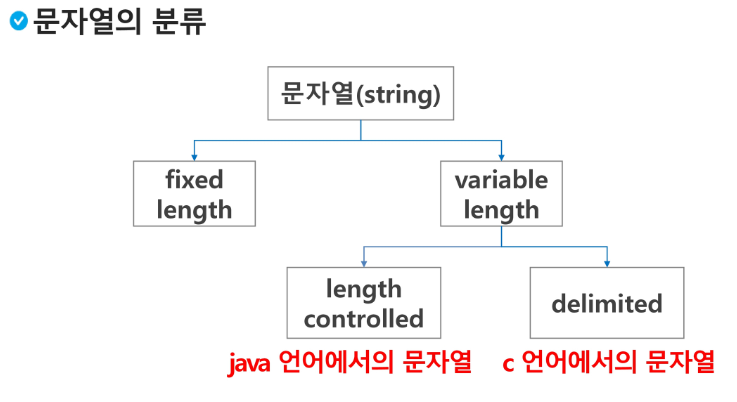 문자열의 분류
문자열(string)
fixed
length
variable
length
length
controlled
delimited
java 언어에서의 문자열
c 언어에서의 문자열